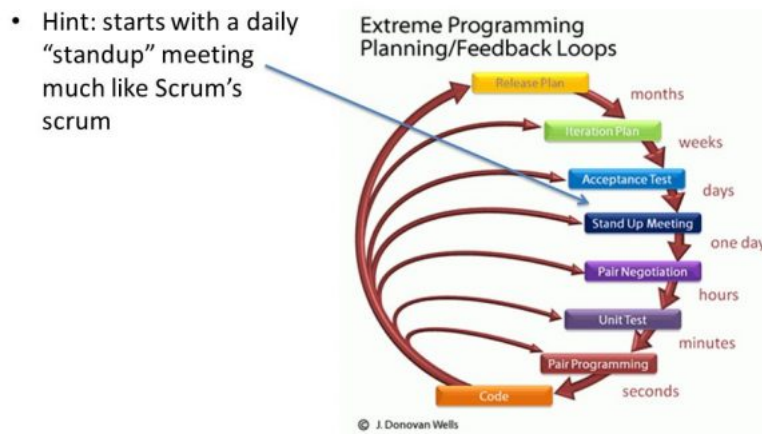 • Hint: starts with a daily
“standup” meeting
much like Scrum’s
scrum
Extreme Programming
Planning/Feedback Loops
Release Plan
months
Iteration Plan
weeks
Acceptance Test
days
Stand Up Meeting
one day
Pair Negotiation
hours
Unit Test
minutes
Pair Programming
seconds
Code
© J. Donovan Wells